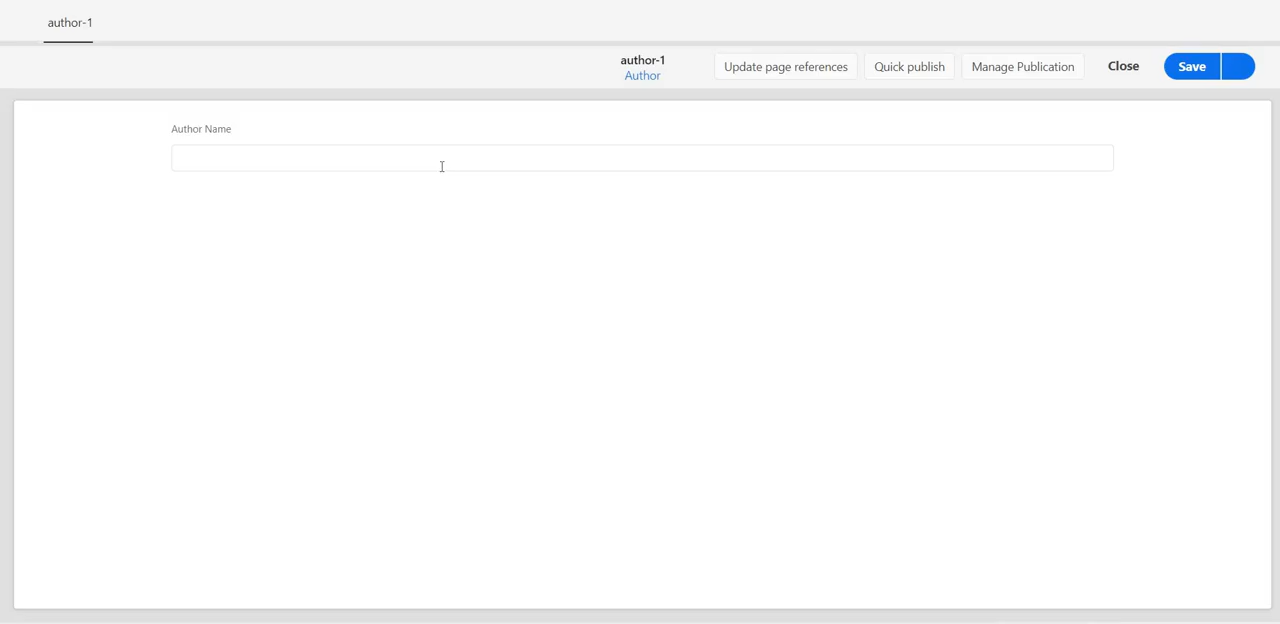 author-1
author-1
Author
Update page references
Quick publish
Manage Publication
Close
Save
Author Name